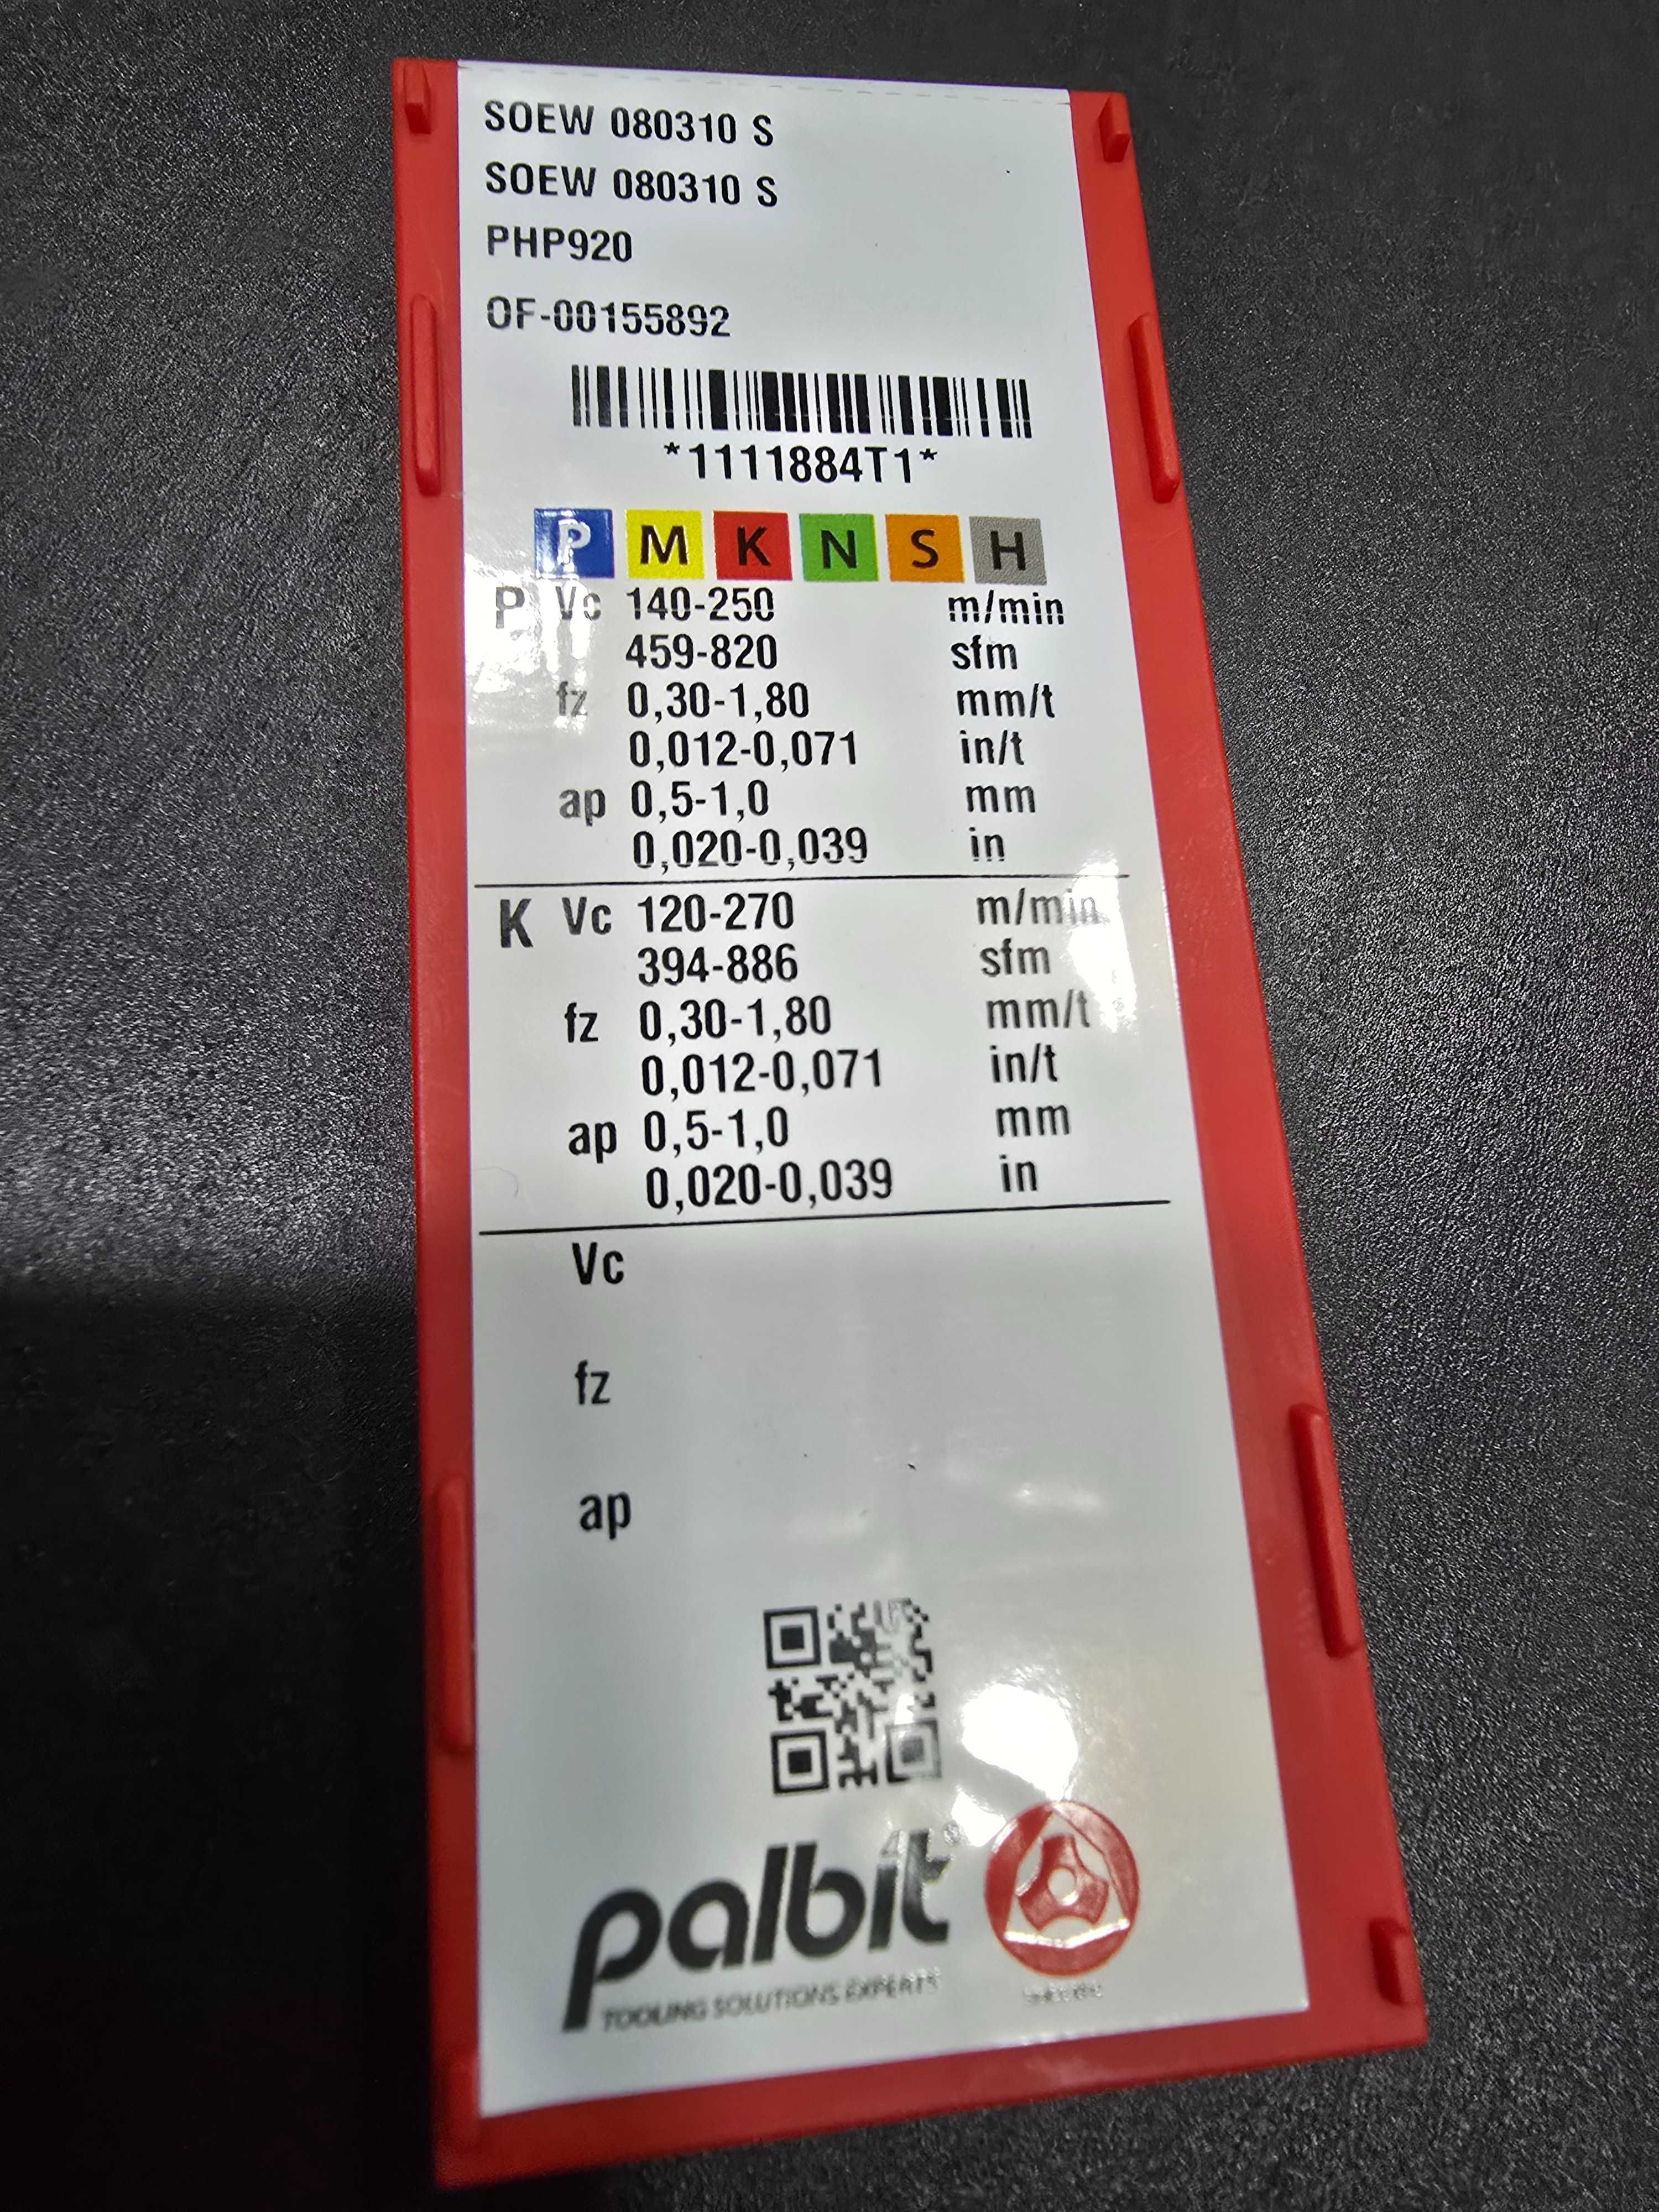 SOEW 080310 S
SOEW 080310 S
PHP920
OF-00155892
*1111884T1*
P M K N S H
P Vc 140-250 m/min
459-820 sfm
fz 0,30-1,80 mm/t
0,012-0,071 in/t
ap 0,5-1,0 mm
0,020-0,039 in
K Vc 120-270 m/min
394-886 sfm
fz 0,30-1,80 mm/t
0,012-0,071 in/t
ap 0,5-1,0 mm
0,020-0,039 in
Vc
fz
ap
palbit®
TOOLING SOLUTIONS EXPERTS